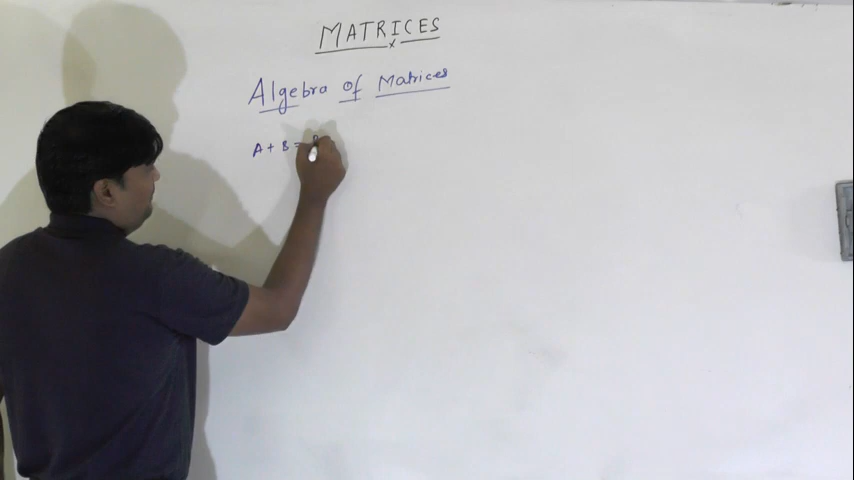 MATRICES
x
Algebra of Matrices
A + B =